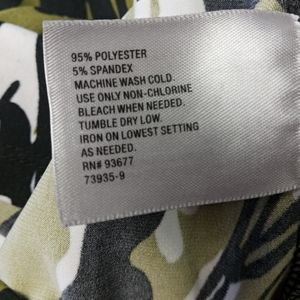 95% POLYESTER
5% SPANDEX
MACHINE WASH COLD.
USE ONLY NON-CHLORINE
BLEACH WHEN NEEDED.
TUMBLE DRY LOW.
IRON ON LOWEST SETTING
AS NEEDED.
RN# 93677
73935-9